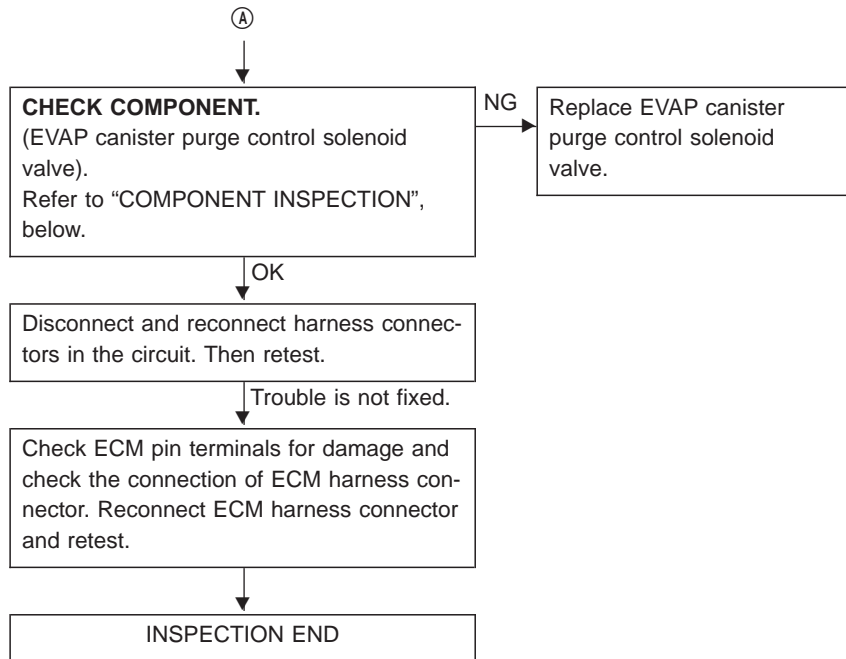 Ⓐ
CHECK COMPONENT.
(EVAP canister purge control solenoid
valve).
Refer to “COMPONENT INSPECTION”,
below.
NG
Replace EVAP canister
purge control solenoid
valve.
OK
Disconnect and reconnect harness connec-
tors in the circuit. Then retest.
Trouble is not fixed.
Check ECM pin terminals for damage and
check the connection of ECM harness con-
nector. Reconnect ECM harness connector
and retest.
INSPECTION END